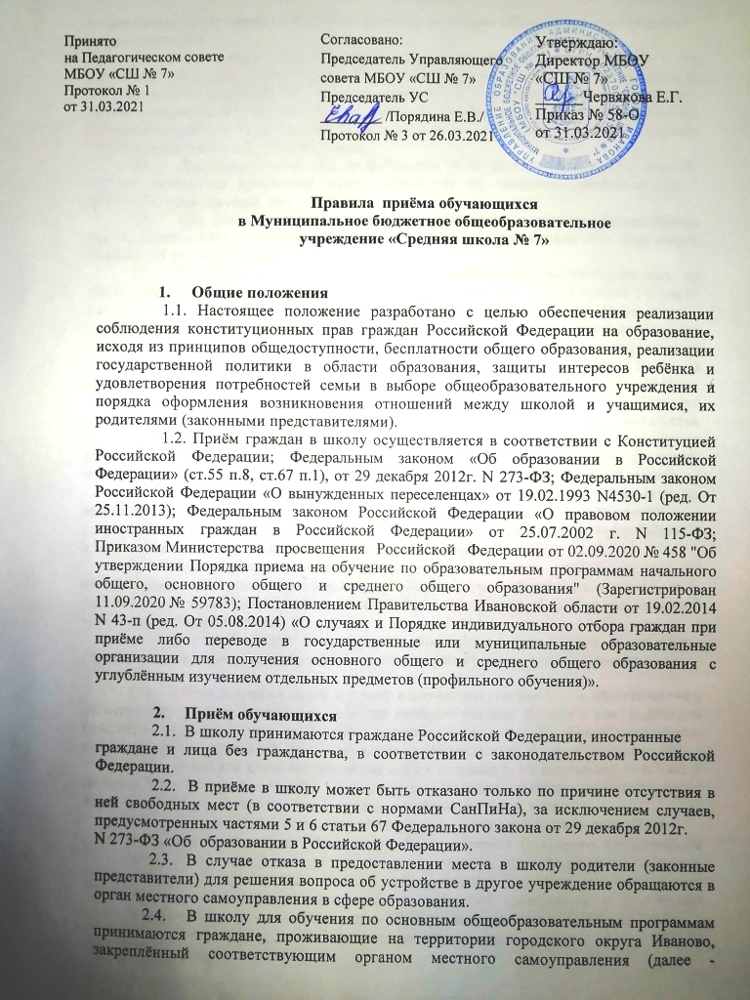 Принято
на Педагогическом совете
МБОУ «СШ № 7»
Протокол № 1
от 31.03.2021
Согласовано:
Председатель Управляющего
совета МБОУ «СШ № 7»
Председатель УС
/Порядина Е.В./
Протокол № 3 от 26.03.2021
Утверждаю:
Директор МБОУ
«СШ № 7»
Червякова Е.Г.
Приказ № 58-О
от 31.03.2021
Правила приёма обучающихся
в Муниципальное бюджетное общеобразовательное
учреждение «Средняя школа № 7»
1. Общие положения
1.1. Настоящее положение разработано с целью обеспечения реализации
соблюдения конституционных прав граждан Российской Федерации на образование,
исходя из принципов общедоступности, бесплатности общего образования, реализации
государственной политики в области образования, защиты интересов ребёнка и
удовлетворения потребностей семьи в выборе общеобразовательного учреждения и
порядка оформления возникновения отношений между школой и учащимися, их
родителями (законными представителями).
1.2. Приём граждан в школу осуществляется в соответствии с Конституцией
Российской Федерации; Федеральным законом «Об образовании в Российской
Федерации» (ст.55 п.8, ст.67 п.1), от 29 декабря 2012г. N 273-ФЗ; Федеральным законом
Российской Федерации «О вынужденных переселенцах» от 19.02.1993 N4530-1 (ред. От
25.11.2013); Федеральным законом Российской Федерации «О правовом положении
иностранных граждан в Российской Федерации» от 25.07.2002 г. N 115-ФЗ;
Приказом Министерства просвещения Российской Федерации от 02.09.2020 № 458 "Об
утверждении Порядка приема на обучение по образовательным программам начального
общего, основного общего и среднего общего образования" (Зарегистрирован
11.09.2020 № 59783); Постановлением Правительства Ивановской области от 19.02.2014
N 43-п (ред. От 05.08.2014) «О случаях и Порядке индивидуального отбора граждан при
приёме либо переводе в государственные или муниципальные образовательные
организации для получения основного общего и среднего общего образования с
углублённым изучением отдельных предметов (профильного обучения)».
2. Приём обучающихся
2.1. В школу принимаются граждане Российской Федерации, иностранные
граждане и лица без гражданства, в соответствии с законодательством Российской
Федерации.
2.2. В приёме в школу может быть отказано только по причине отсутствия в
ней свободных мест (в соответствии с нормами СанПиНа), за исключением случаев,
предусмотренных частями 5 и 6 статьи 67 Федерального закона от 29 декабря 2012г.
N 273-ФЗ «Об образовании в Российской Федерации».
2.3. В случае отказа в предоставлении места в школу родители (законные
представители) для решения вопроса об устройстве в другое учреждение обращаются в
орган местного самоуправления в сфере образования.
2.4. В школу для обучения по основным общеобразовательным программам
принимаются граждане, проживающие на территории городского округа Иваново,
закреплённый соответствующим органом местного самоуправления (далее -